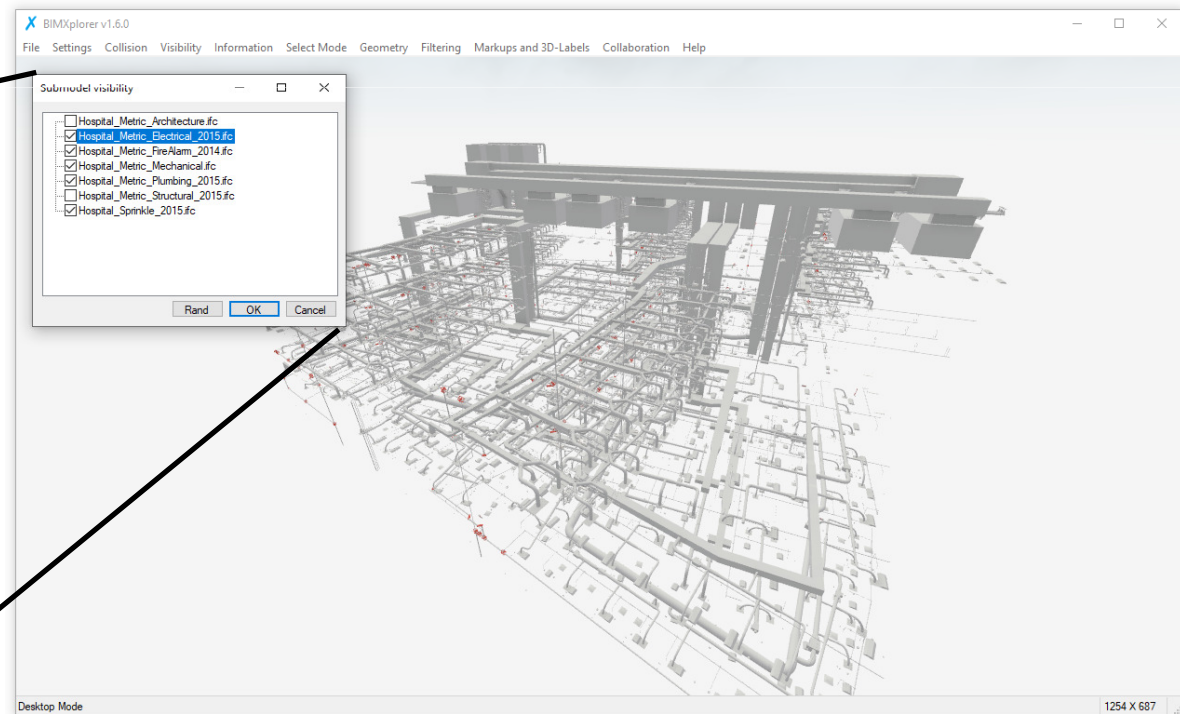 BIMXplorer v1.6.0
File Settings Collision Visibility Information Select Mode Geometry Filtering Markups and 3D-Labels Collaboration Help
Submodel visibility
Hospital_Metric_Architecture.ifc
Hospital_Metric_Electrical_2015.ifc
Hospital_Metric_FireAlarm_2014.ifc
Hospital_Metric_Mechanical.ifc
Hospital_Metric_Plumbing_2015.ifc
Hospital_Metric_Structural_2015.ifc
Hospital_Sprinkle_2015.ifc
Rand OK Cancel
Desktop Mode 1254 X 687